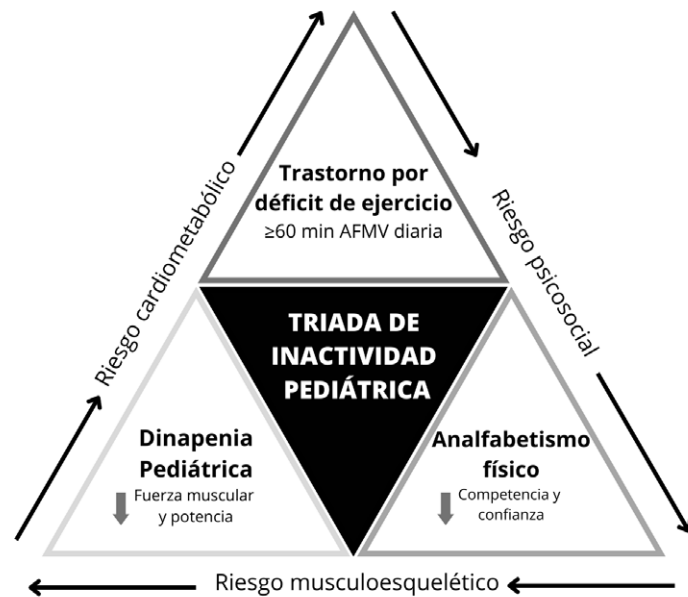 Trastorno por
déficit de ejercicio
≥60 min AFMV diaria
Riesgo cardiometabólico
Riesgo psicosocial
TRIADA DE
INACTIVIDAD
PEDIÁTRICA
Dinapenia
Pediátrica
Fuerza muscular
y potencia
Analfabetismo
físico
Competencia y
confianza
Riesgo musculoesquelético